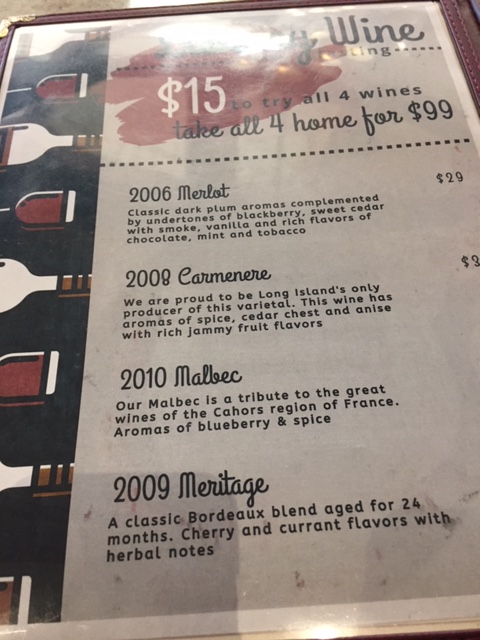 Wine
$15 to try all 4 wines
take all 4 home for $99
2006 Merlot $29
Classic dark plum aromas complemented
by undertones of blackberry, sweet cedar
with smoke, vanilla and rich flavors of
chocolate, mint and tobacco
2008 Carmenere
We are proud to be Long Island's only
producer of this varietal. This wine has
aromas of spice, cedar chest and anise
with rich jammy fruit flavors
2010 Malbec
Our Malbec is a tribute to the great
wines of the Cahors region of France.
Aromas of blueberry & spice
2009 Meritage
A classic Bordeaux blend aged for 24
months. Cherry and currant flavors with
herbal notes